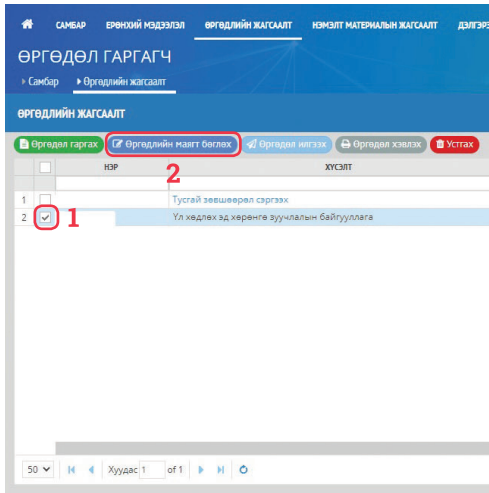 САМБАР ЕРӨНХИЙ МЭДЭЭЛЭЛ ӨРГӨДЛИЙН ЖАГСААЛТ НЭМЭЛТ МАТЕРИАЛЫН ЖАГСААЛТ ДЭЛГЭРЭ
ӨРГӨДӨЛ ГАРГАГЧ
Самбар Өргөдлийн жагсаалт
ӨРГӨДЛИЙН ЖАГСААЛТ
Өргөдөл гаргах Өргөдлийн маягт бөглөх Өргөдөл илгээх Өргөдөл хэвлэх Устгах
НЭР 2 ХҮСЭЛТ
1 Тусгай зөвшөөрөл сэргээх
2 1 Үл хөдлөх эд хөрөнгө зуучлалын байгууллага
50 Хуудас 1 of 1